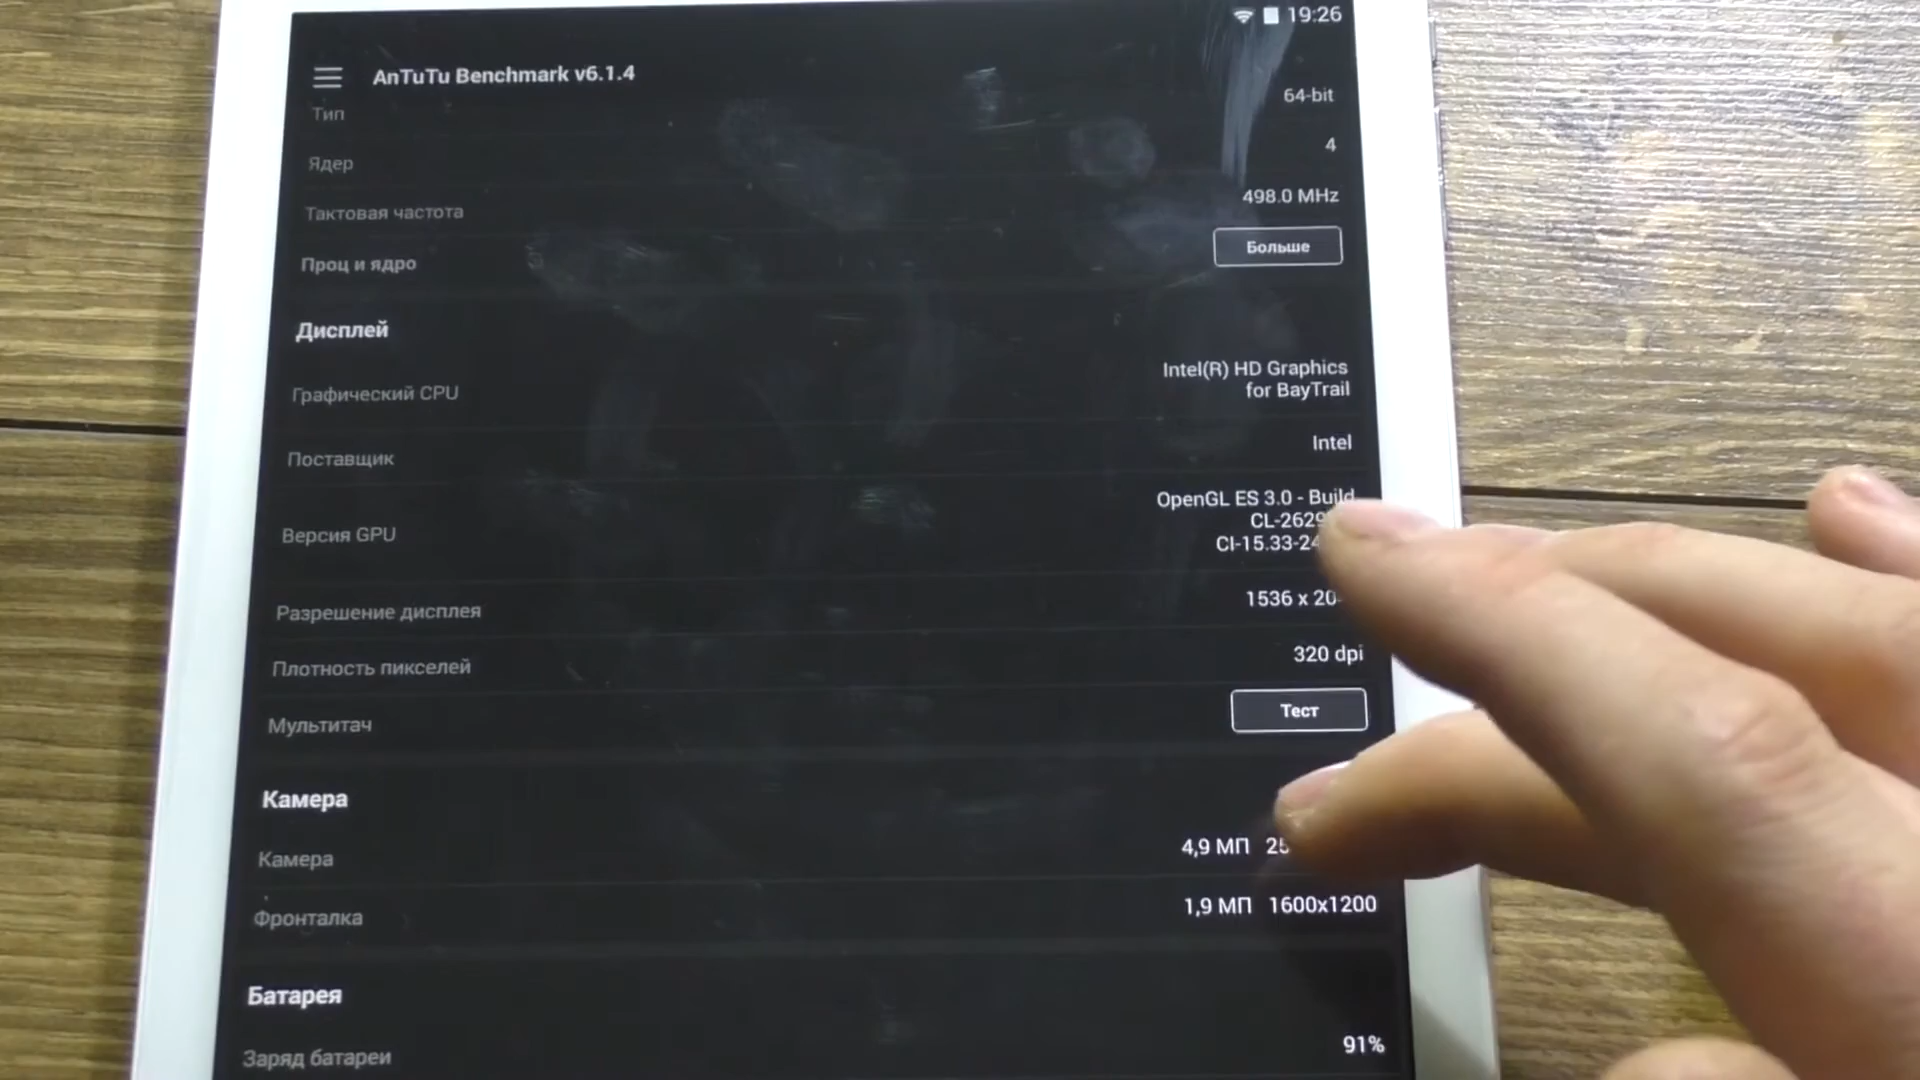 19:26
AnTuTu Benchmark v6.1.4
Тип 64-bit
Ядер 4
Тактовая частота 498.0 MHz
Проц и ядро Больше
Дисплей
Графический CPU Intel(R) HD Graphics
for BayTrail
Поставщик Intel
Версия GPU OpenGL ES 3.0 - Build
Разрешение дисплея 1536 x
Плотность пикселей 320 dpi
Мультитач Тест
Камера
Камера 4,9 МП
Фронталка 1,9 МП 1600x1200
Батарея
Заряд батареи 91%